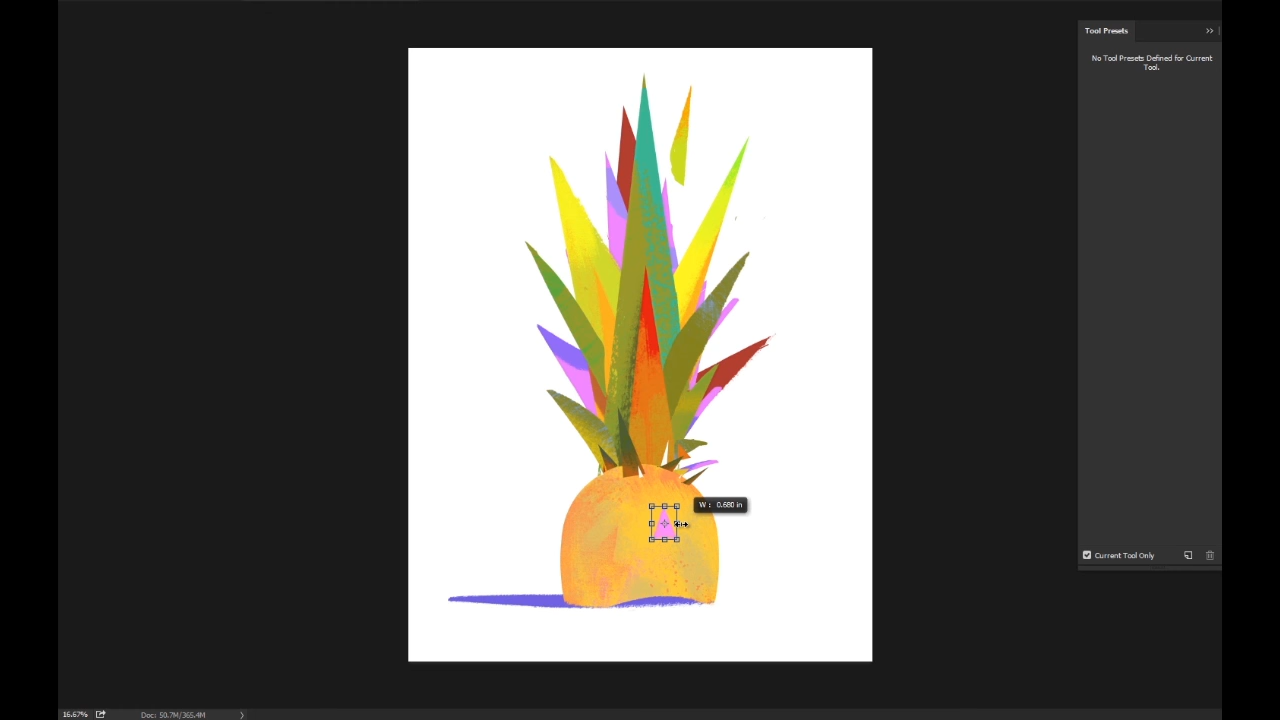 Tool Presets
No Tool Presets Defined for Current
Tool.
W : 0.680 in
Current Tool Only
16.67%
Doc: 50.7M/365.4M